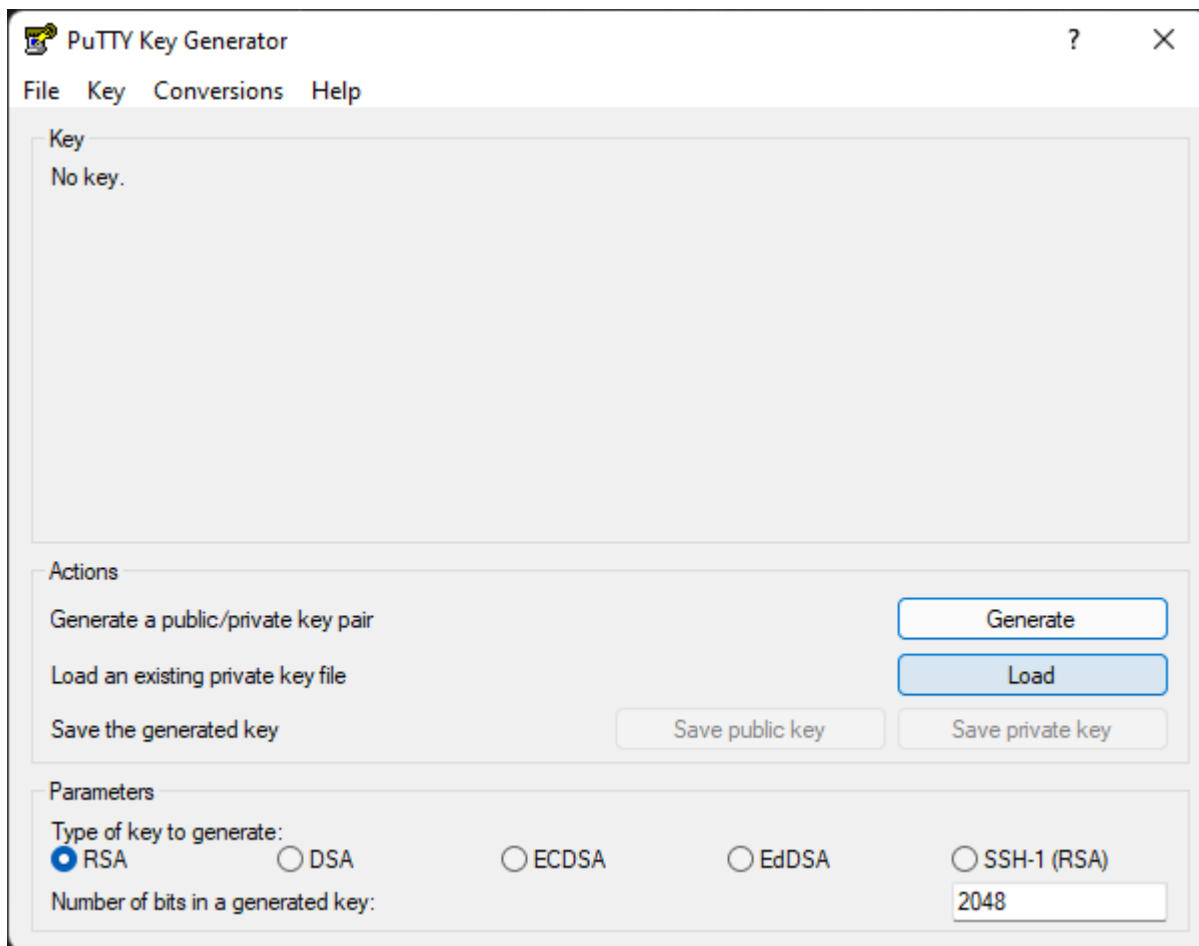 PuTTY Key Generator
?
File Key Conversions Help
Key
No key.
Actions
Generate a public/private key pair Generate
Load an existing private key file Load
Save the generated key Save public key Save private key
Parameters
Type of key to generate:
RSA DSA ECDSA EdDSA SSH-1 (RSA)
Number of bits in a generated key: 2048